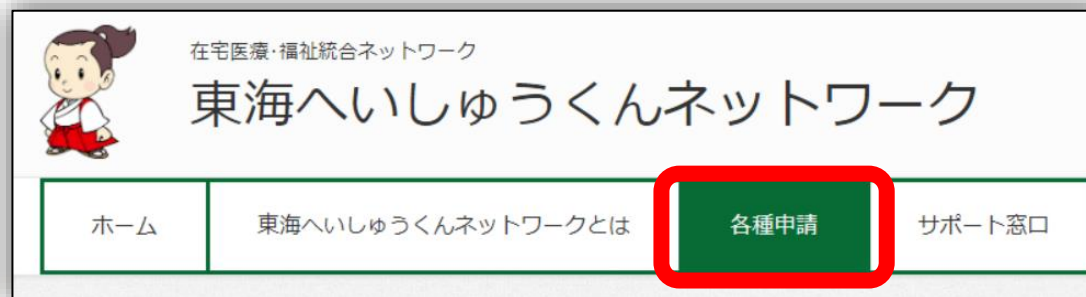 在宅医療･福祉統合ネットワーク
東海へいしゅうくんネットワーク
ホーム 東海へいしゅうくんネットワークとは 各種申請 サポート窓口